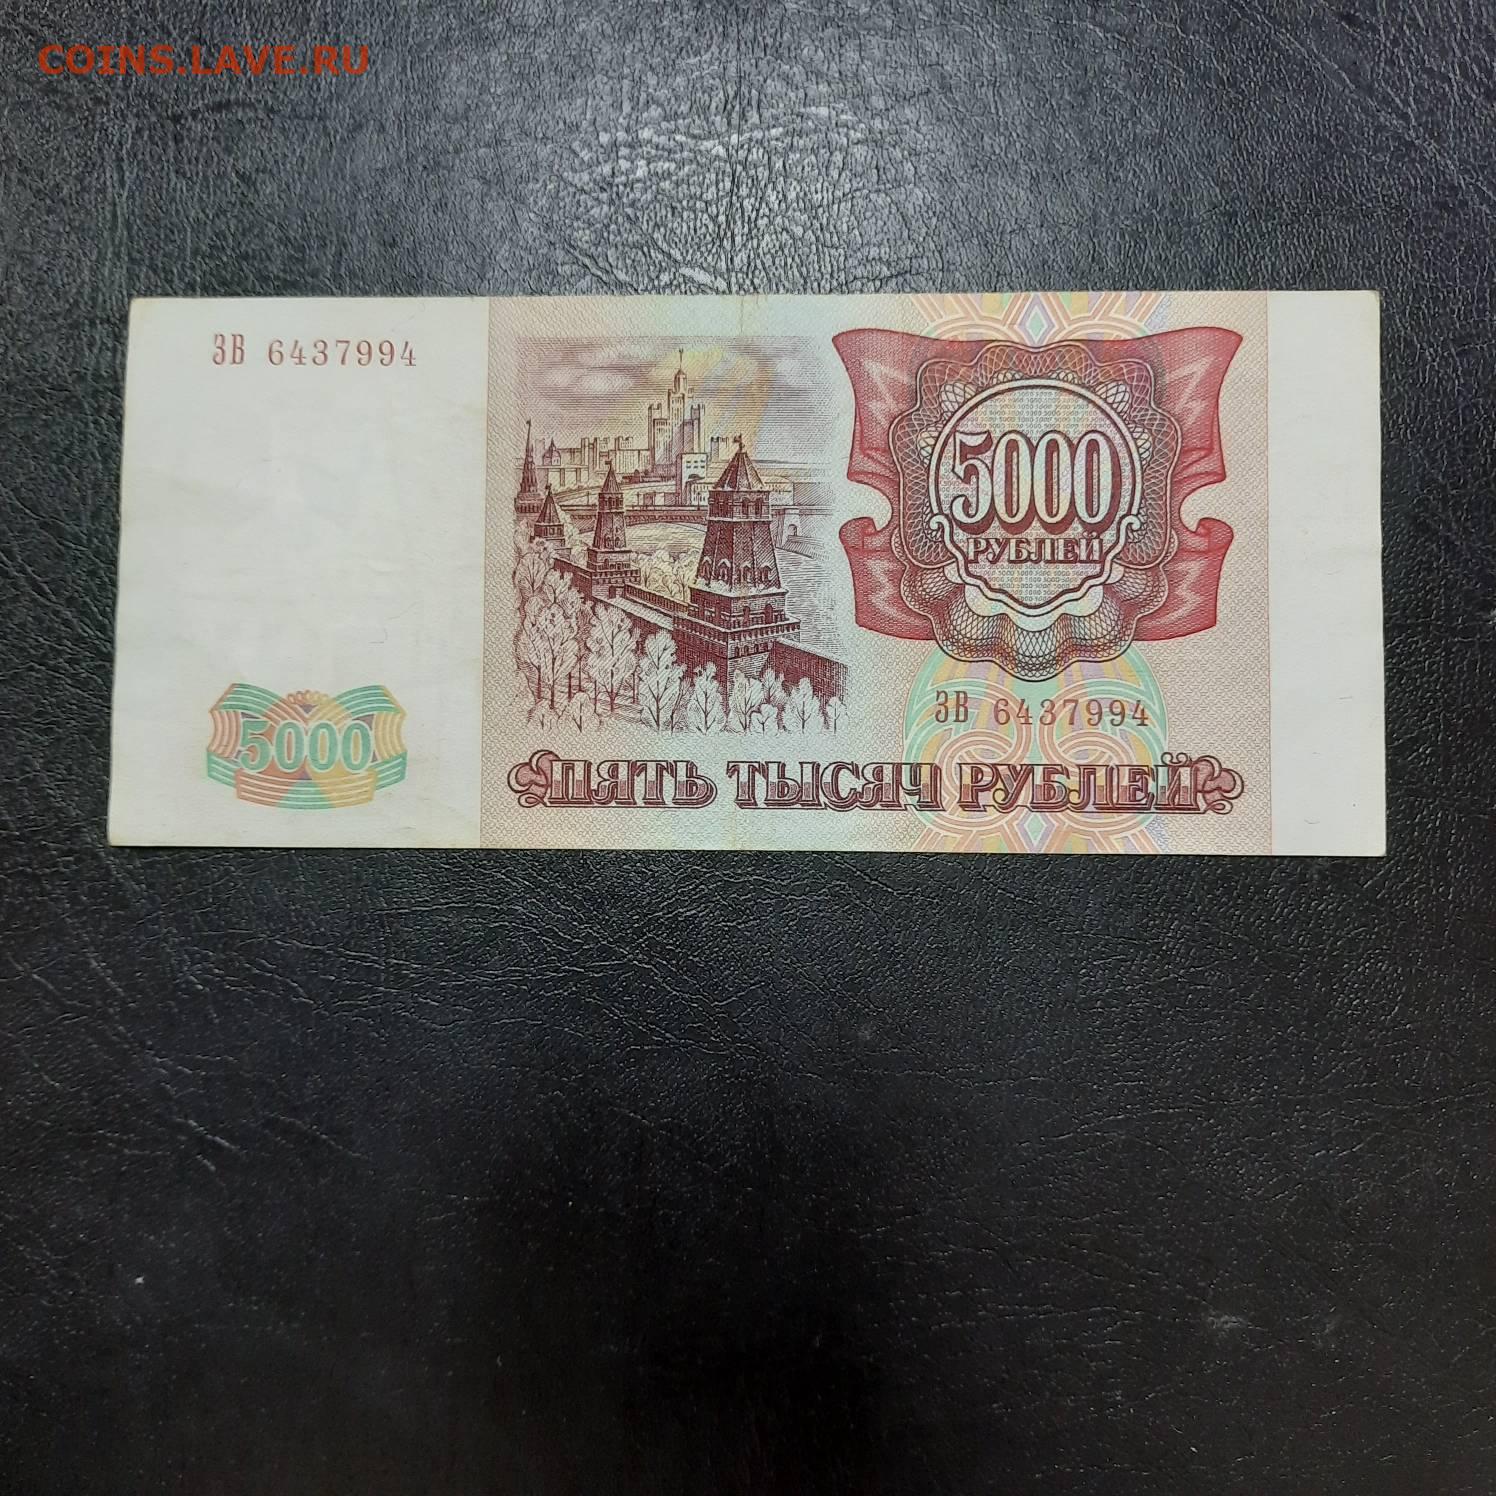 COINS.LAVE.RU
ЗВ 6437994
5000
РУБЛЕЙ
ЗВ 6437994
5000
ПЯТЬ ТЫСЯЧ РУБЛЕЙ